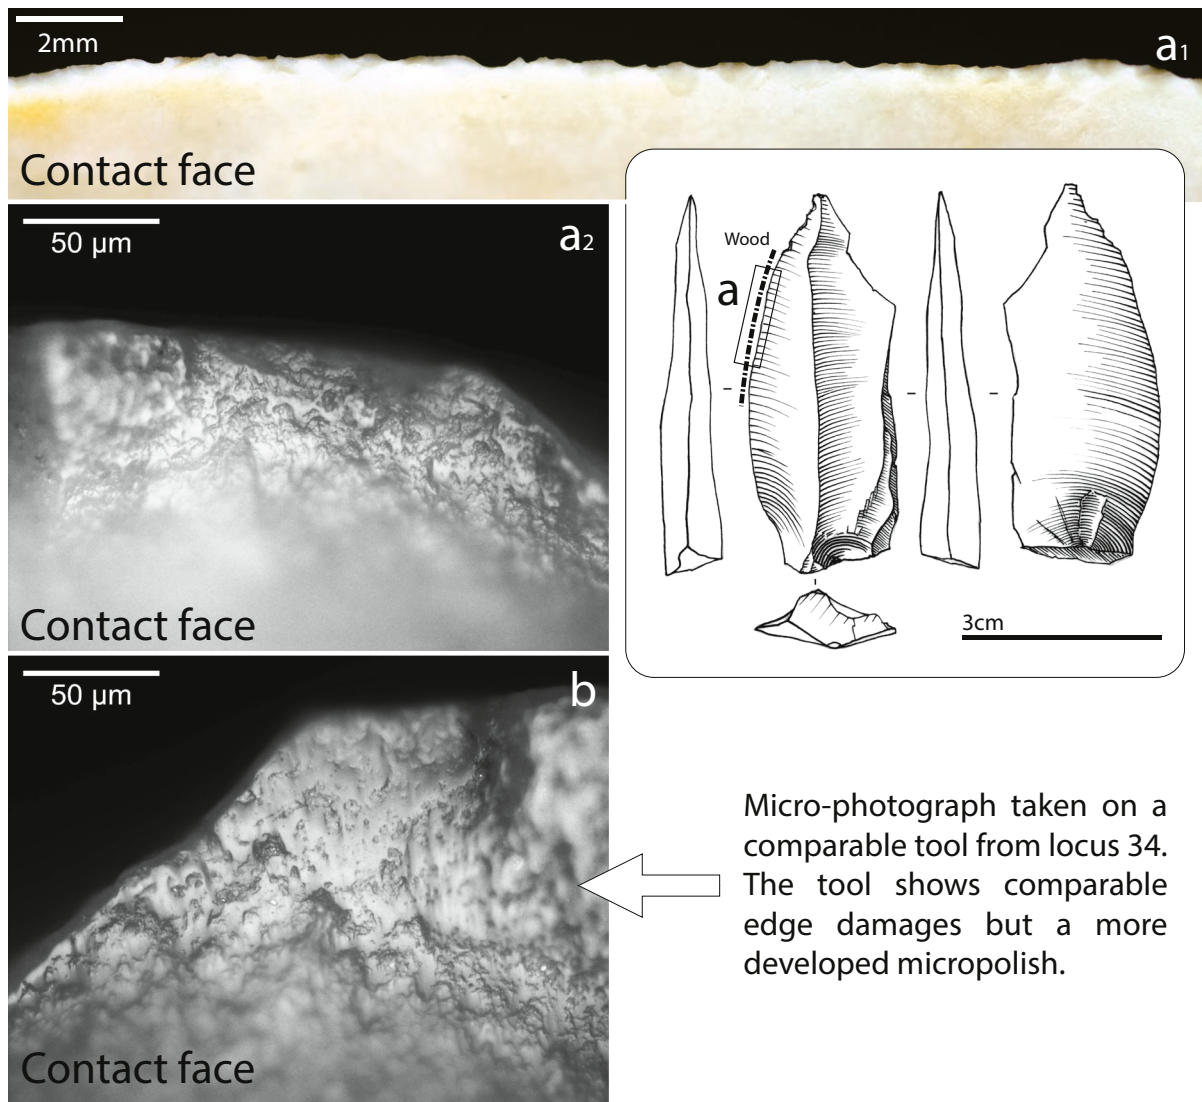 2mm
a1
Contact face
50 µm
a2
Contact face
Wood
a
3cm
50 µm
b
Contact face
Micro-photograph taken on a
comparable tool from locus 34.
The tool shows comparable
edge damages but a more
developed micropolish.